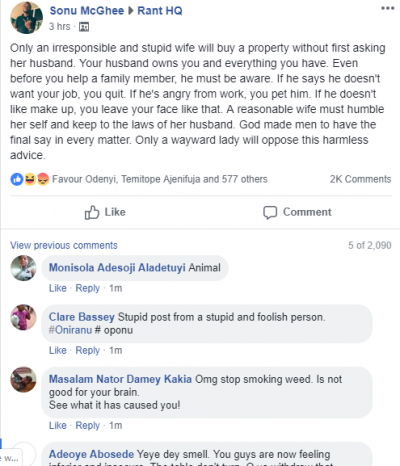 Sonu McGhee ▸ Rant HQ
3 hrs ·
Only an irresponsible and stupid wife will buy a property without first asking
her husband. Your husband owns you and everything you have. Even
before you help a family member, he must be aware. If he says he doesn't
want your job, you quit. If he's angry from work, you pet him. If he doesn't
like make up, you leave your face like that. A reasonable wife must humble
her self and keep to the laws of her husband. God made men to have the
final say in every matter. Only a wayward lady will oppose this harmless
advice.
Favour Odenyi, Temitope Ajenifuja and 577 others 2K Comments
Like Comment
View previous comments 5 of 2,090
Monisola Adesoji Aladetuyi Animal
Like · Reply · 1m
Clare Bassey Stupid post from a stupid and foolish person.
#Oniranu # oponu
Like · Reply · 1m
Masalam Nator Damey Kakia Omg stop smoking weed. Is not
good for your brain.
See what it has caused you!
Like · Reply · 1m
Adeoye Abosede Yeye dey smell. You guys are now feeling
e w...